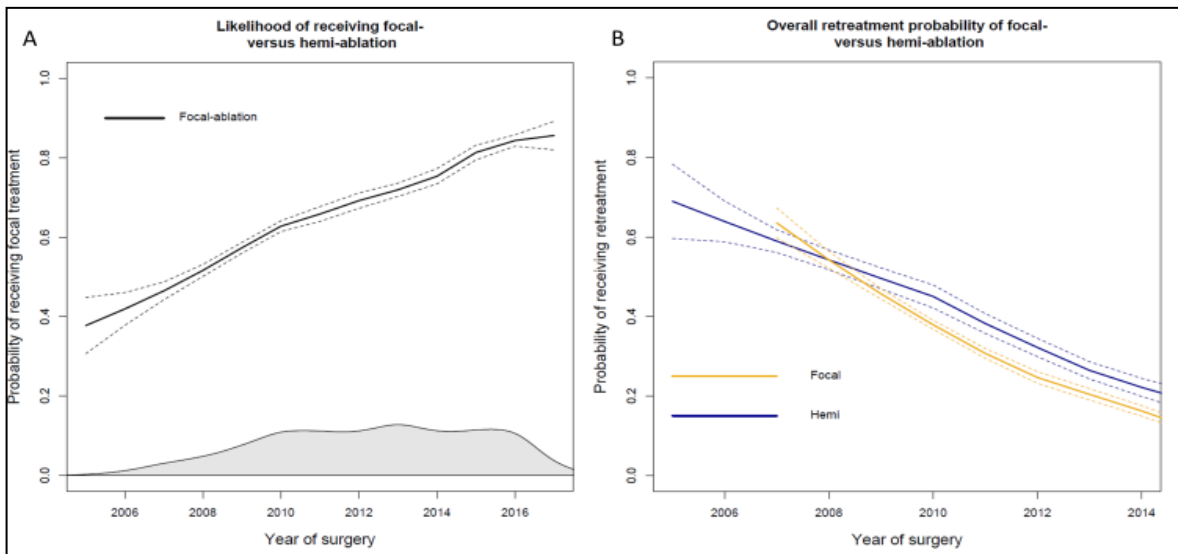 A
Likelihood of receiving focal-
versus hemi-ablation
Probability of receiving focal treatment
1.0
0.8
0.6
0.4
0.2
0.0
Focal-ablation
2006 2008 2010 2012 2014 2016
Year of surgery
B
Overall retreatment probability of focal-
versus hemi-ablation
Probability of receiving retreatment
1.0
0.8
0.6
0.4
0.2
0.0
Focal
Hemi
2006 2008 2010 2012 2014
Year of surgery